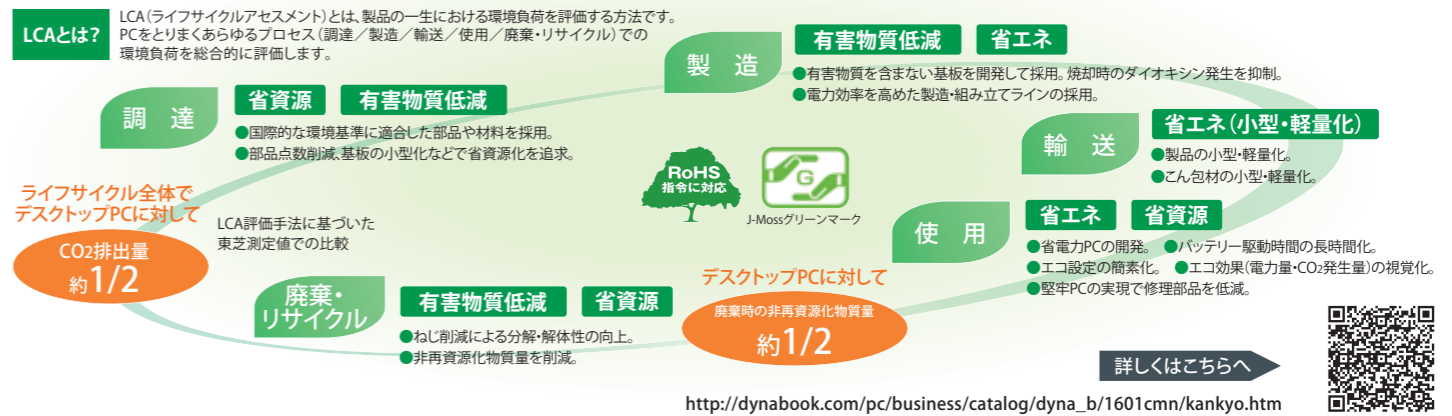 LCAとは?
LCA（ライフサイクルアセスメント）とは、製品の一生における環境負荷を評価する方法です。
PCをとりまくあらゆるプロセス（調達／製造／輸送／使用／廃棄・リサイクル）での
環境負荷を総合的に評価します。
製 造
有害物質低減 省エネ
●有害物質を含まない基板を開発して採用。焼却時のダイオキシン発生を抑制。
●電力効率を高めた製造・組み立てラインの採用。
調 達
省資源 有害物質低減
●国際的な環境基準に適合した部品や材料を採用。
●部品点数削減、基板の小型化などで省資源化を追求。
輸 送
省エネ（小型・軽量化）
●製品の小型・軽量化。
●こん包材の小型・軽量化。
RoHS
指令に対応
G
J-Mossグリーンマーク
ライフサイクル全体で
デスクトップPCに対して
CO2排出量
約1/2
LCA評価手法に基づいた
東芝測定値での比較
使 用
省エネ 省資源
●省電力PCの開発。 ●バッテリー駆動時間の長時間化。
●エコ設定の簡素化。 ●エコ効果（電力量・CO2発生量）の視覚化。
●堅牢PCの実現で修理部品を低減。
廃棄・
リサイクル
有害物質低減 省資源
●ねじ削減による分解・解体性の向上。
●非再資源化物質量を削減。
デスクトップPCに対して
廃棄時の非再資源化物質量
約1/2
詳しくはこちらへ
http://dynabook.com/pc/business/catalog/dyna_b/1601cmn/kankyo.htm